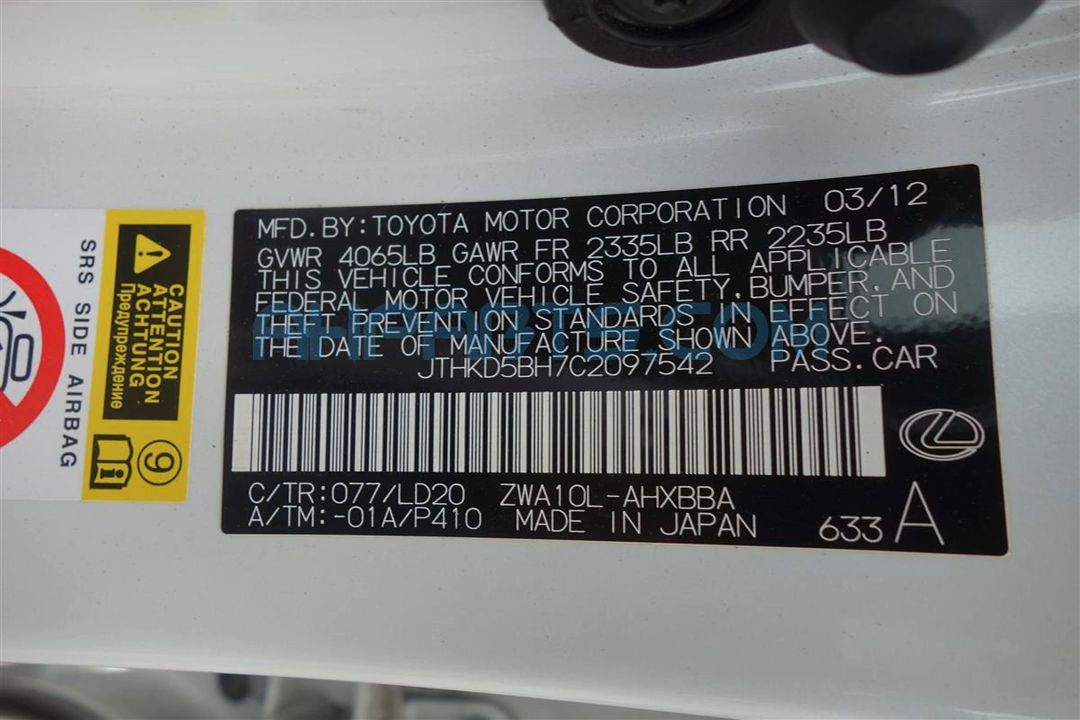 MFD.BY:TOYOTA MOTOR CORPORATION 03/12
GVWR 4065LB GAWR FR 2335LB RR 2235LB
THIS VEHICLE CONFORMS TO ALL APPLICABLE
FEDERAL MOTOR VEHICLE SAFETY,BUMPER,AND
THEFT PREVENTION STANDARDS IN EFFECT ON
THE DATE OF MANUFACTURE SHOWN ABOVE.
JTHKD5BH7C2097542 PASS.CAR
C/TR:077/LD20 ZWA10L-AHXBBA
A/TM:-01A/P410 MADE IN JAPAN 633 A
CAUTION
ATTENTION
ACHTUNG
Предупреждение
9
SRS SIDE AIRBAG